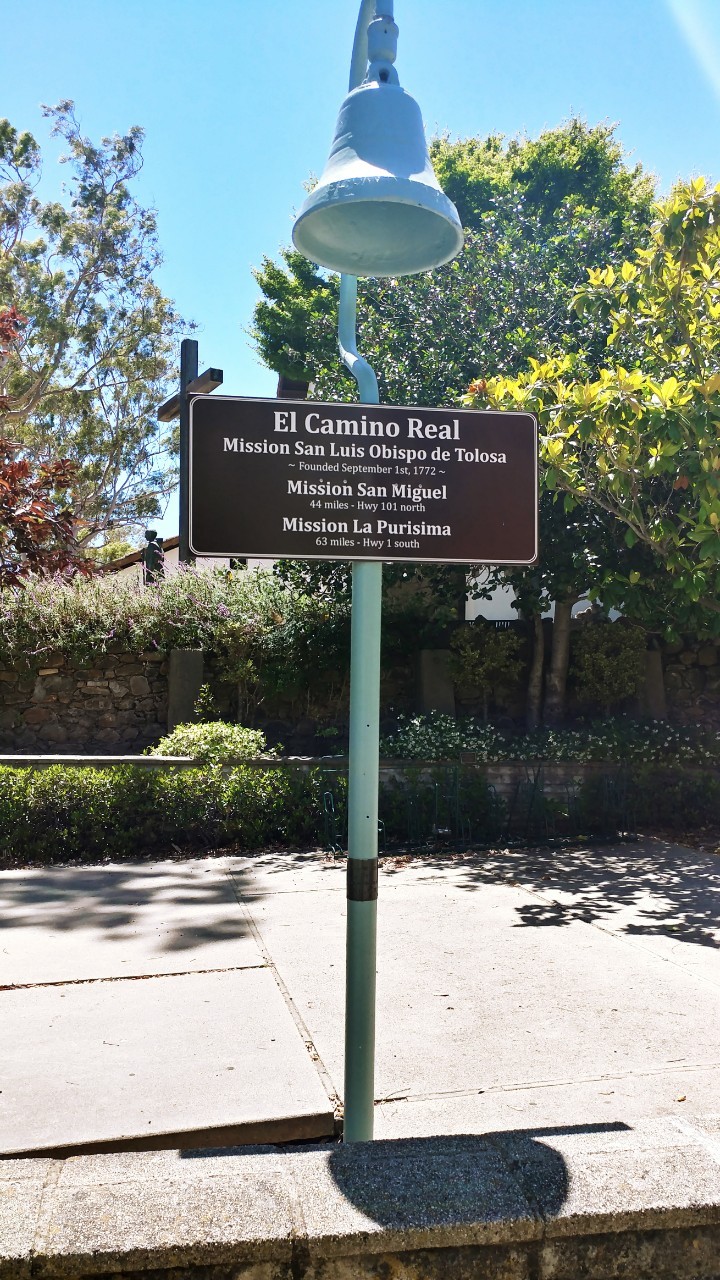 El Camino Real
Mission San Luis Obispo de Tolosa
~ Founded September 1st, 1772 ~
Mission San Miguel
44 miles - Hwy 101 north
Mission La Purisima
63 miles - Hwy 1 south